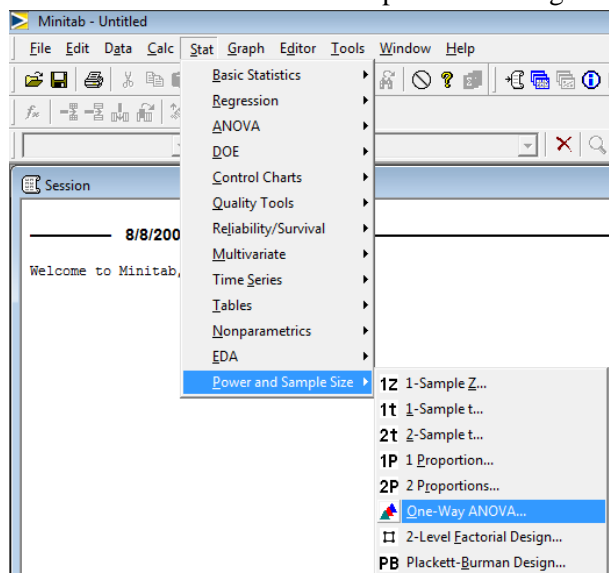 Minitab - Untitled
File Edit Data Calc Stat Graph Editor Tools Window Help
Basic Statistics
Regression
ANOVA
DOE
Control Charts
Quality Tools
Reliability/Survival
Multivariate
Time Series
Tables
Nonparametrics
EDA
Power and Sample Size
Session
8/8/200
Welcome to Minitab,
1Z 1-Sample Z...
1t 1-Sample t...
2t 2-Sample t...
1P 1 Proportion...
2P 2 Proportions...
One-Way ANOVA...
2-Level Factorial Design...
PB Plackett-Burman Design...